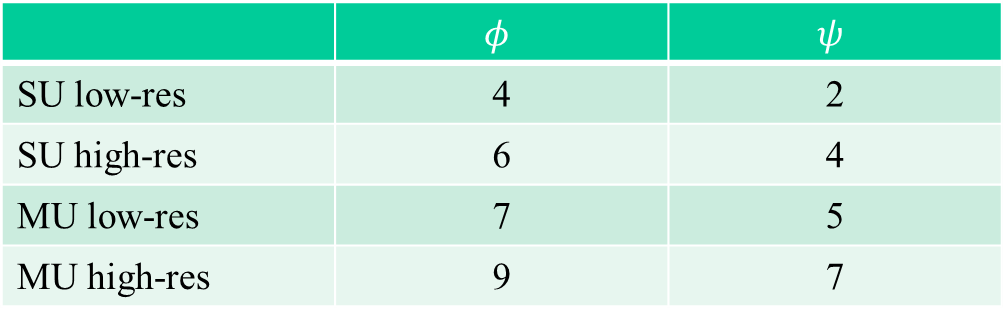 ϕ ψ
SU low-res 4 2
SU high-res 6 4
MU low-res 7 5
MU high-res 9 7